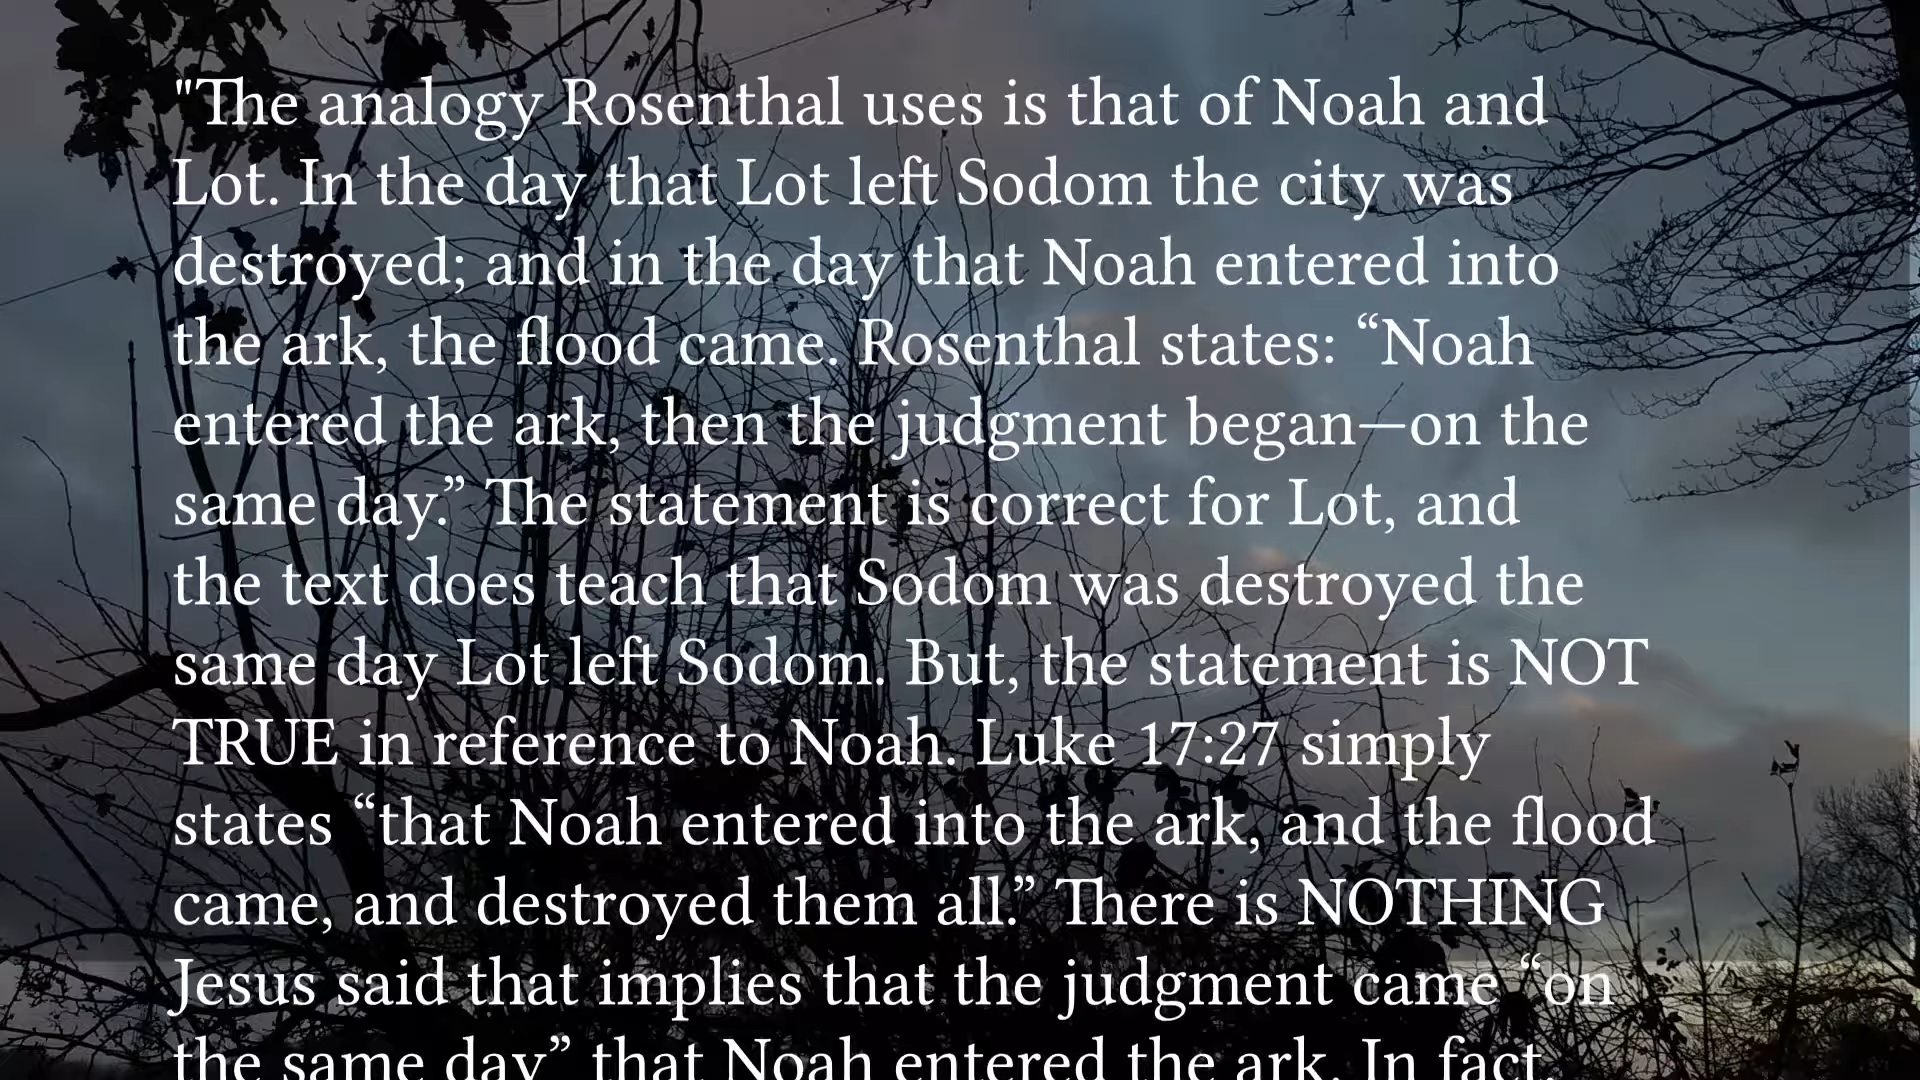 "The analogy Rosenthal uses is that of Noah and
Lot. In the day that Lot left Sodom the city was
destroyed; and in the day that Noah entered into
the ark, the flood came. Rosenthal states: “Noah
entered the ark, then the judgment began—on the
same day.” The statement is correct for Lot, and
the text does teach that Sodom was destroyed the
same day Lot left Sodom. But, the statement is NOT
TRUE in reference to Noah. Luke 17:27 simply
states “that Noah entered into the ark, and the flood
came, and destroyed them all.” There is NOTHING
Jesus said that implies that the judgment came “on
the same day” that Noah entered the ark. In fact,